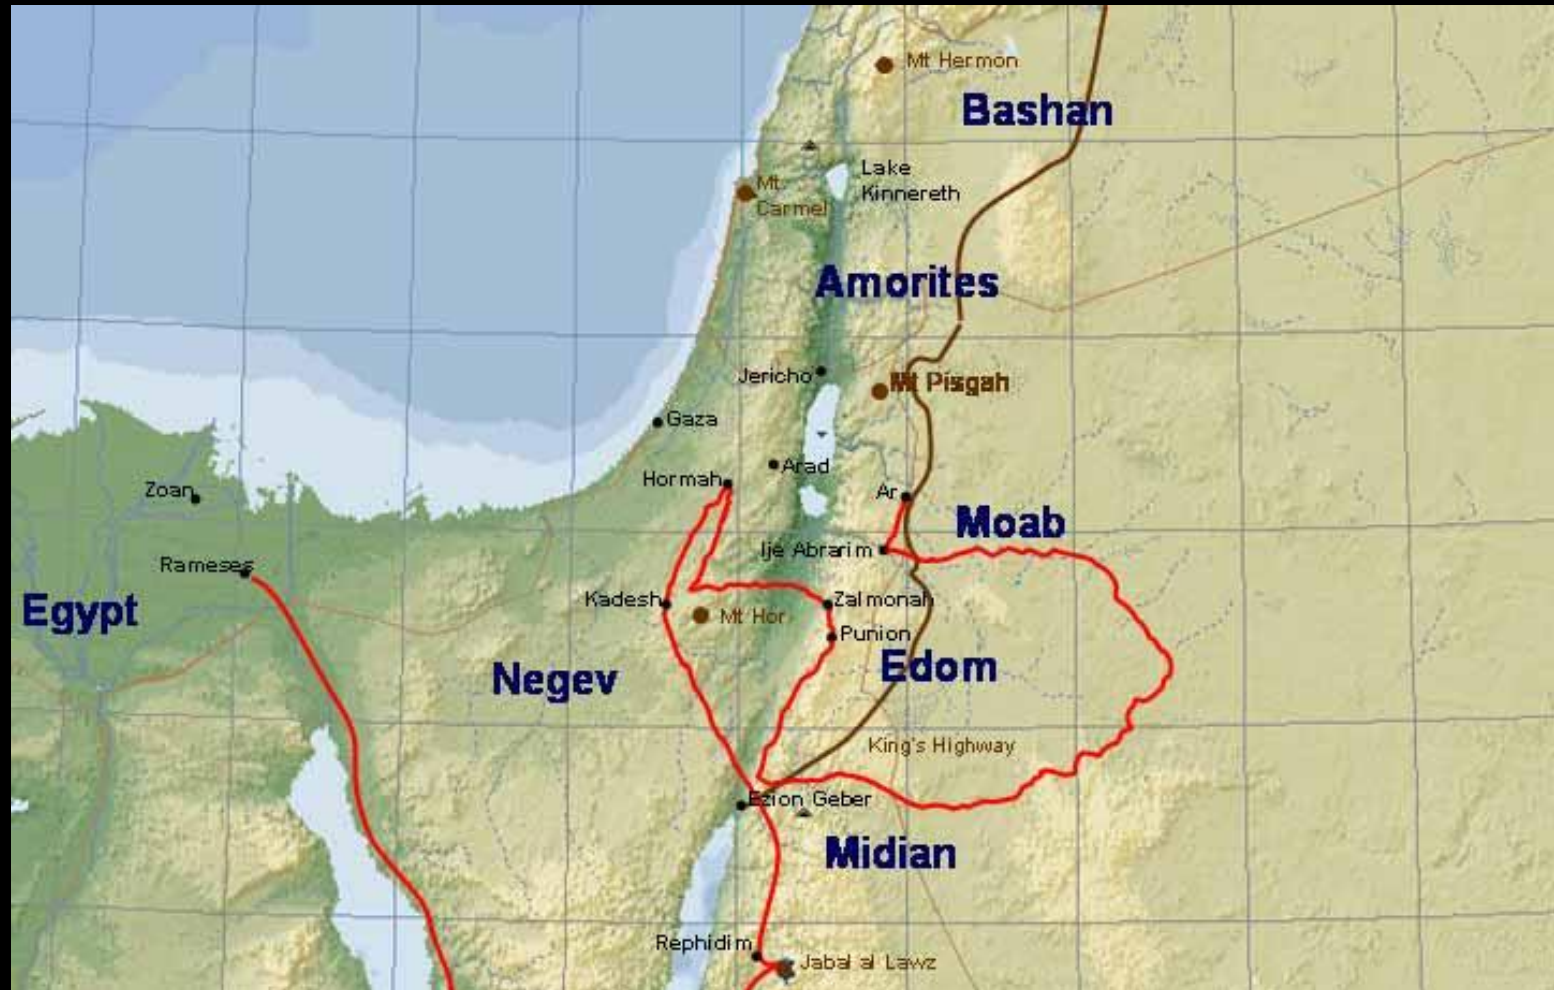 Mt Hermon
Bashan
Lake
Kinnereth
Mt.
Carmel
Amorites
Jericho
Mt Pisgah
Gaza
Arad
Hormah
Zoan
Ar
Moab
Ije Abrarim
Rameses
Egypt
Kadesh
Zalmonah
Mt Hor
Punion
Negev
Edom
King's Highway
Ezion Geber
Midian
Rephidim
Jabal al Lawz